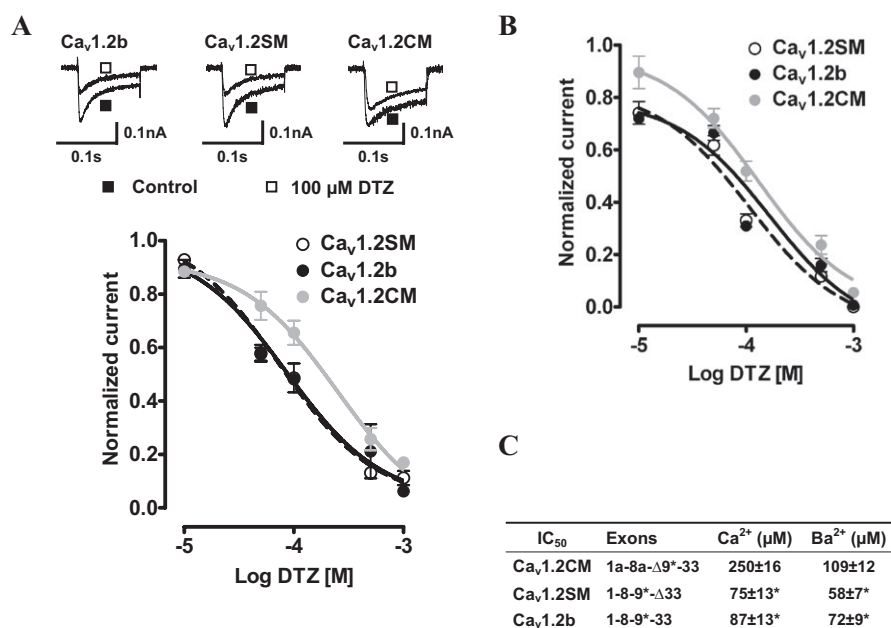 A
Caᵥ1.2b Caᵥ1.2SM Caᵥ1.2CM
0.1nA 0.1nA 0.1nA
0.1s 0.1s 0.1s
Control 100 µM DTZ
Normalized current
1.0
0.8
0.6
0.4
0.2
0.0
Caᵥ1.2SM
Caᵥ1.2b
Caᵥ1.2CM
-5 -4 -3
Log DTZ [M]
B
Normalized current
1.0
0.8
0.6
0.4
0.2
0.0
Caᵥ1.2SM
Caᵥ1.2b
Caᵥ1.2CM
-5 -4 -3
Log DTZ [M]
C
IC₅₀ Exons Ca²⁺ (µM) Ba²⁺ (µM)
Caᵥ1.2CM 1a-8a-Δ9*-33 250±16 109±12
Caᵥ1.2SM 1-8-9*-Δ33 75±13* 58±7*
Caᵥ1.2b 1-8-9*-33 87±13* 72±9*